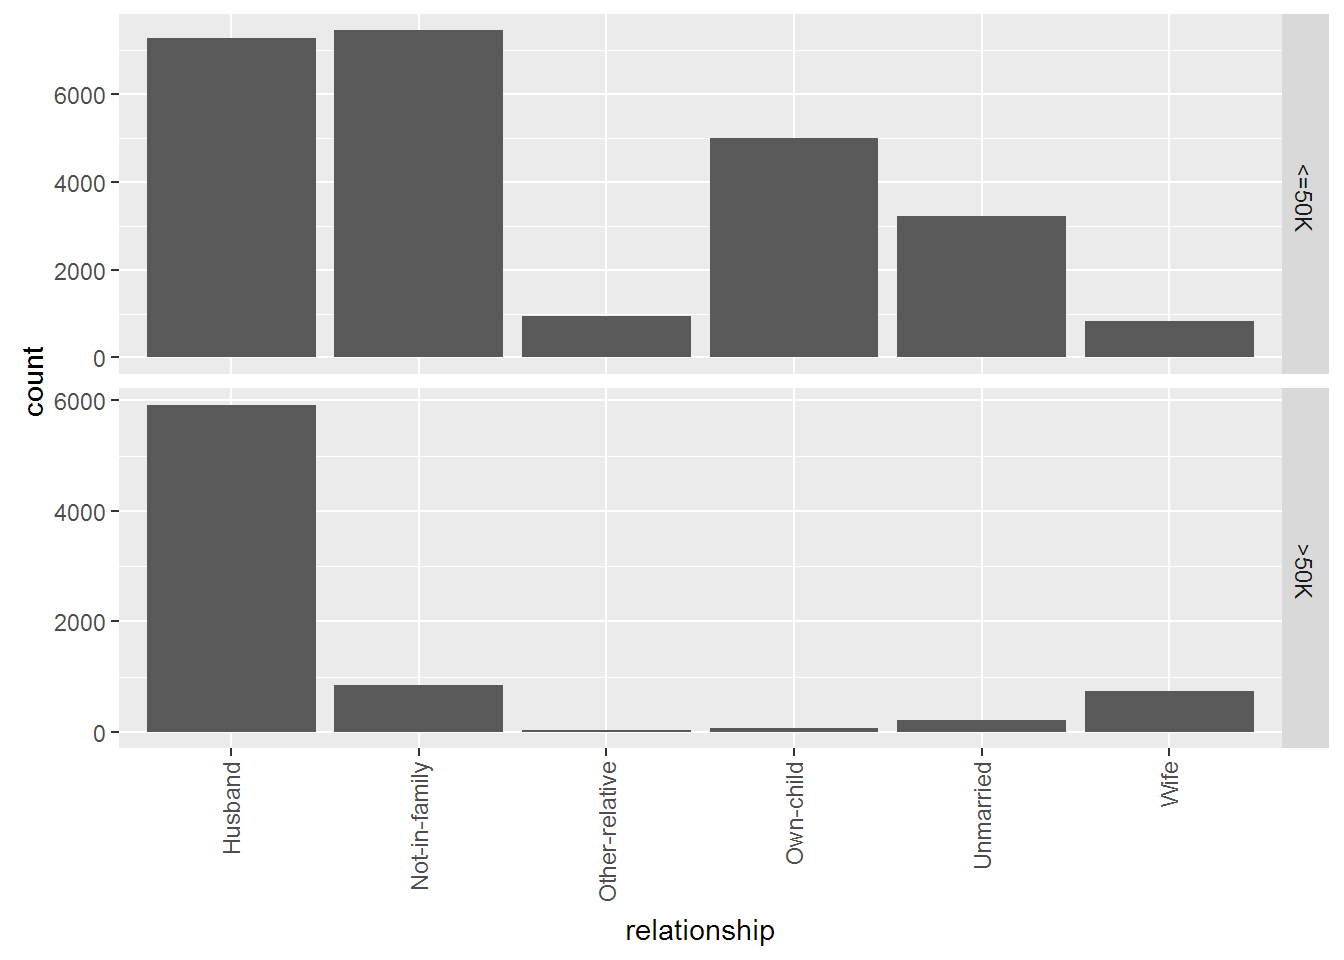 6000
4000
2000
0
<=50K
6000
4000
2000
0
>50K
count
Husband
Not-in-family
Other-relative
Own-child
Unmarried
Wife
relationship